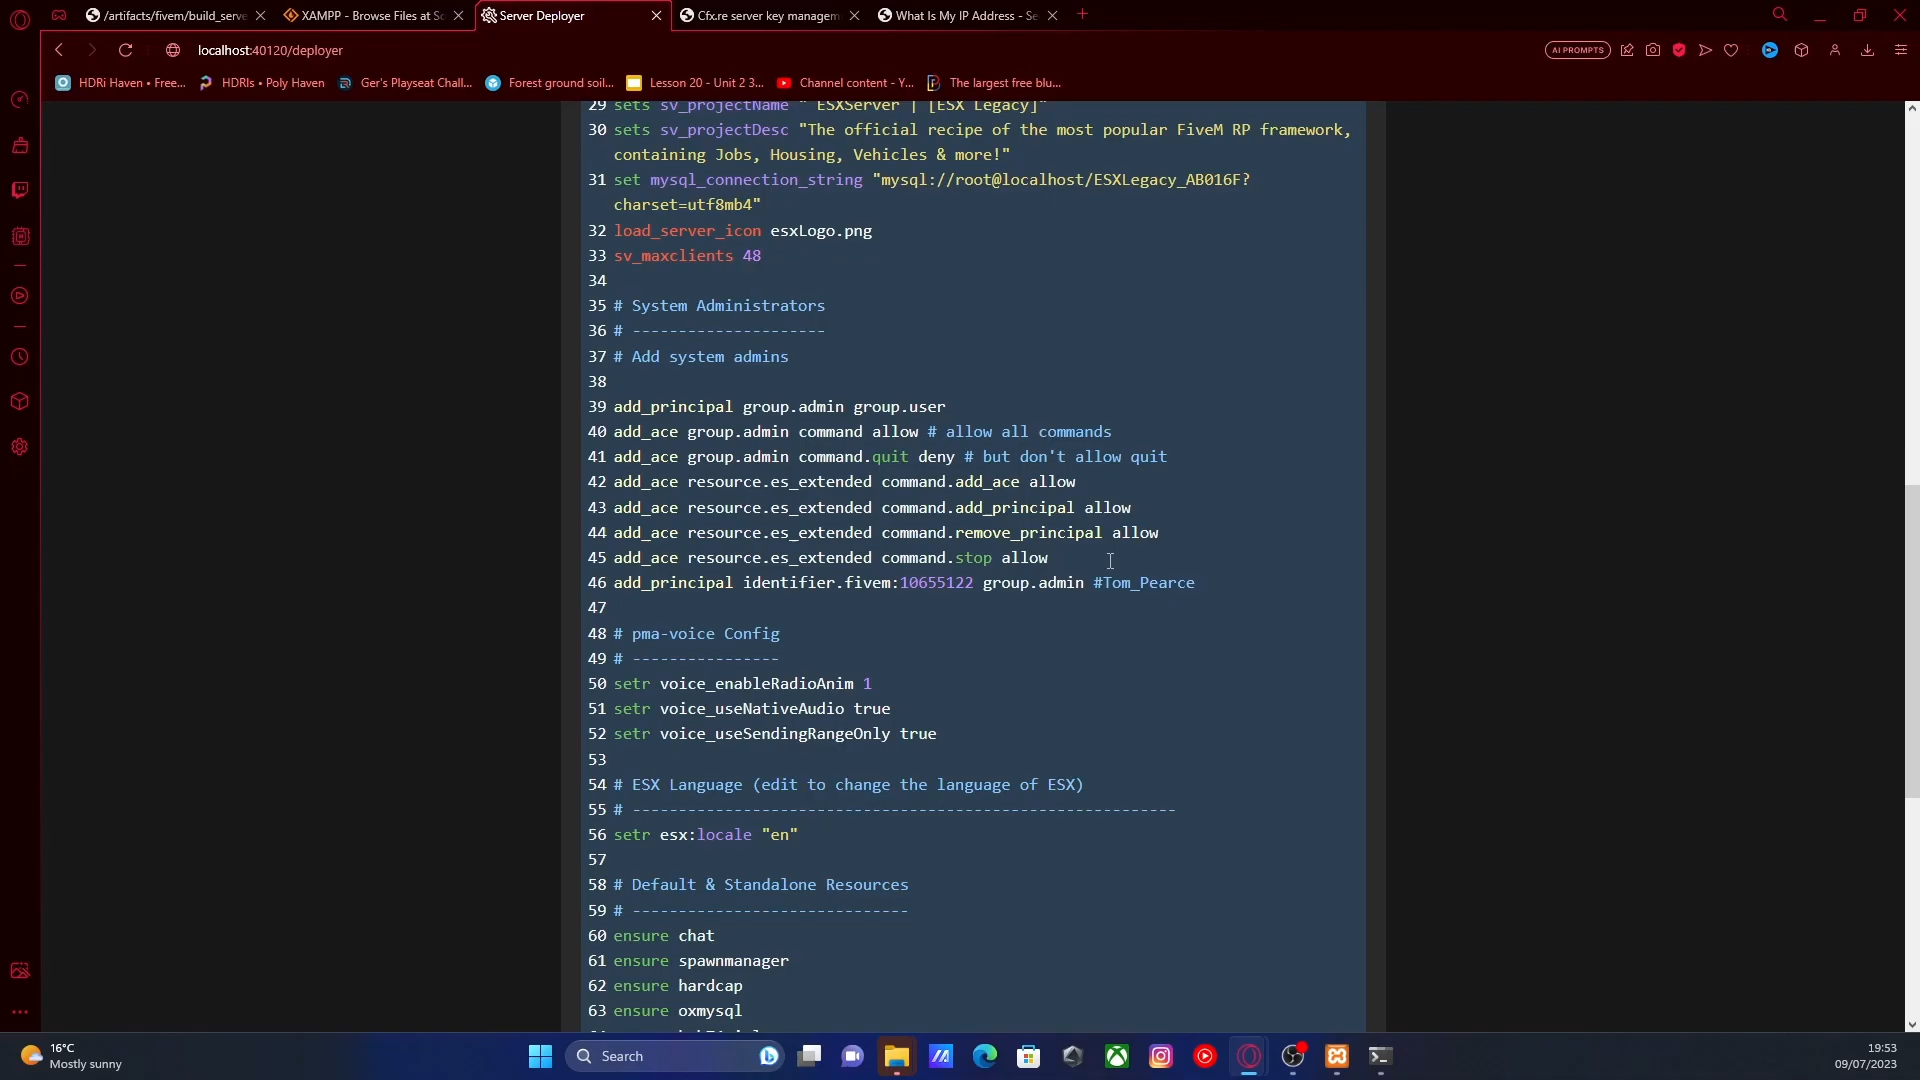 /artifacts/fivem/build_serve
XAMPP - Browse Files at So
Server Deployer
Cfx.re server key managem
What Is My IP Address - Se
localhost:40120/deployer
AI PROMPTS
HDRi Haven • Free...
HDRIs • Poly Haven
Ger's Playseat Chall...
Forest ground soil...
Lesson 20 - Unit 2 3...
Channel content - Y...
The largest free blu...
29 sets sv_projectName " ESXServer | [ESX Legacy]"
30 sets sv_projectDesc "The official recipe of the most popular FiveM RP framework,
containing Jobs, Housing, Vehicles & more!"
31 set mysql_connection_string "mysql://root@localhost/ESXLegacy_AB016F?
charset=utf8mb4"
32 load_server_icon esxLogo.png
33 sv_maxclients 48
34
35 # System Administrators
36 # ---------------------
37 # Add system admins
38
39 add_principal group.admin group.user
40 add_ace group.admin command allow # allow all commands
41 add_ace group.admin command.quit deny # but don't allow quit
42 add_ace resource.es_extended command.add_ace allow
43 add_ace resource.es_extended command.add_principal allow
44 add_ace resource.es_extended command.remove_principal allow
45 add_ace resource.es_extended command.stop allow
46 add_principal identifier.fivem:10655122 group.admin #Tom_Pearce
47
48 # pma-voice Config
49 # ----------------
50 setr voice_enableRadioAnim 1
51 setr voice_useNativeAudio true
52 setr voice_useSendingRangeOnly true
53
54 # ESX Language (edit to change the language of ESX)
55 # -----------------------------------------------------------
56 setr esx:locale "en"
57
58 # Default & Standalone Resources
59 # ------------------------------
60 ensure chat
61 ensure spawnmanager
62 ensure hardcap
63 ensure oxmysql
16°C
Mostly sunny
Search
19:53
09/07/2023